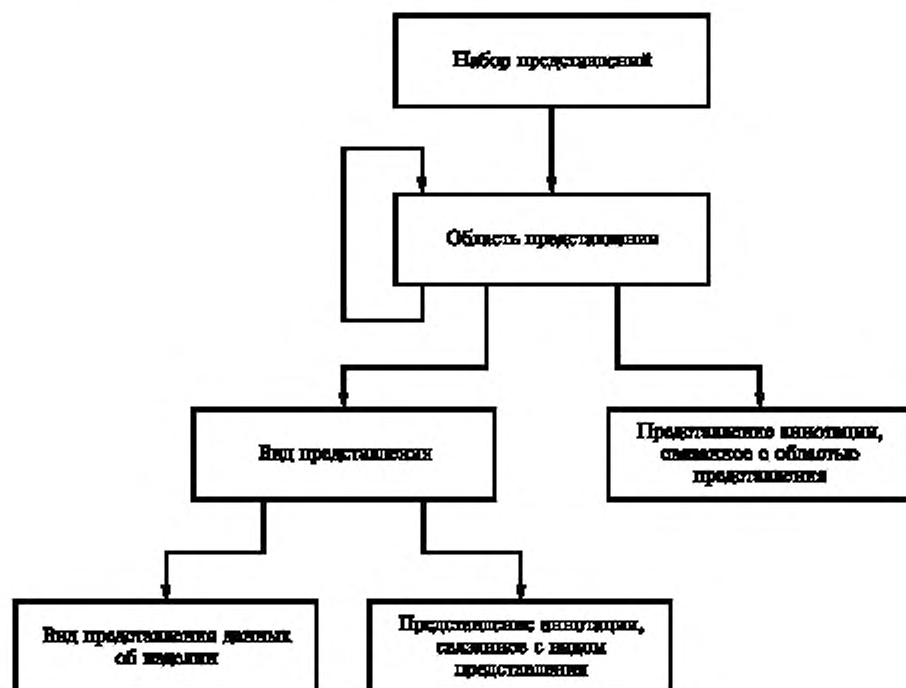 Набор представлений
Область представления
Вид представления
Представление аннотации,
связанное с областью
представления
Вид представления данных
об изделии
Представление аннотации,
связанное с видом
представления